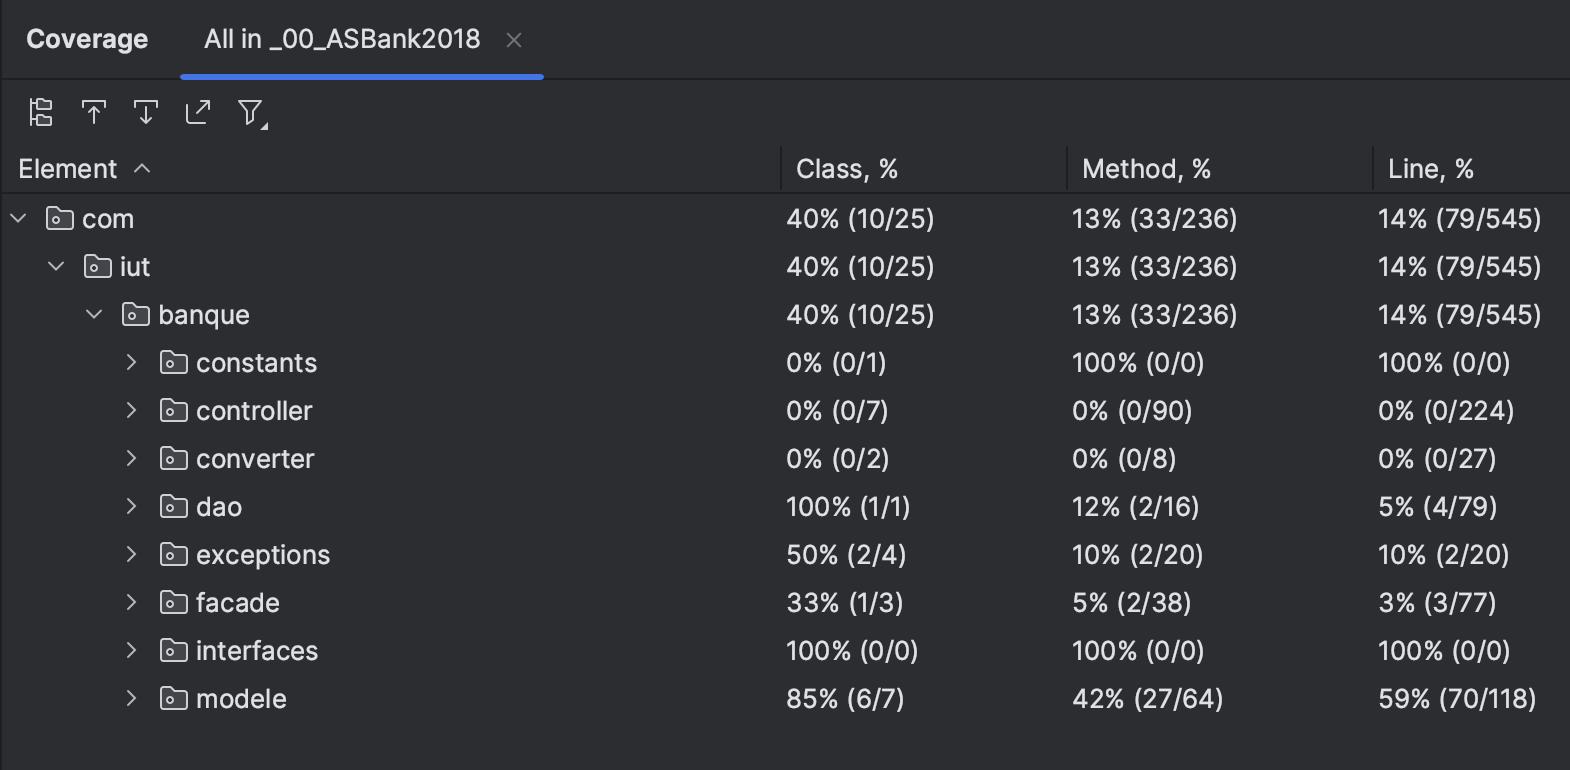 Coverage All in _00_ASBank2018
Element Class, % Method, % Line, %
com 40% (10/25) 13% (33/236) 14% (79/545)
iut 40% (10/25) 13% (33/236) 14% (79/545)
banque 40% (10/25) 13% (33/236) 14% (79/545)
constants 0% (0/1) 100% (0/0) 100% (0/0)
controller 0% (0/7) 0% (0/90) 0% (0/224)
converter 0% (0/2) 0% (0/8) 0% (0/27)
dao 100% (1/1) 12% (2/16) 5% (4/79)
exceptions 50% (2/4) 10% (2/20) 10% (2/20)
facade 33% (1/3) 5% (2/38) 3% (3/77)
interfaces 100% (0/0) 100% (0/0) 100% (0/0)
modele 85% (6/7) 42% (27/64) 59% (70/118)